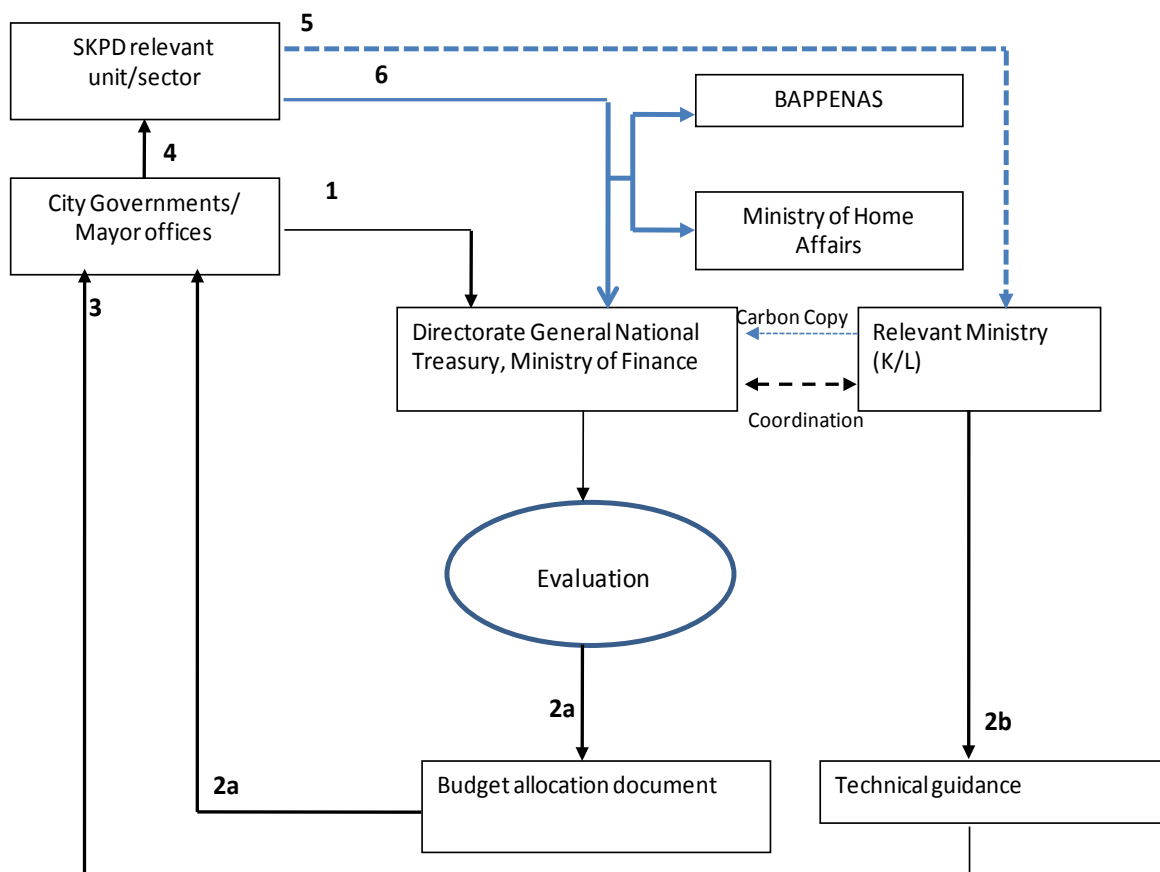 5
SKPD relevant
unit/sector
6
BAPPENAS
4
1
City Governments/
Mayor offices
Ministry of Home
Affairs
3
Directorate General National
Treasury, Ministry of Finance
Carbon Copy
Relevant Ministry
(K/L)
Coordination
Evaluation
2a
2b
2a
Budget allocation document
Technical guidance